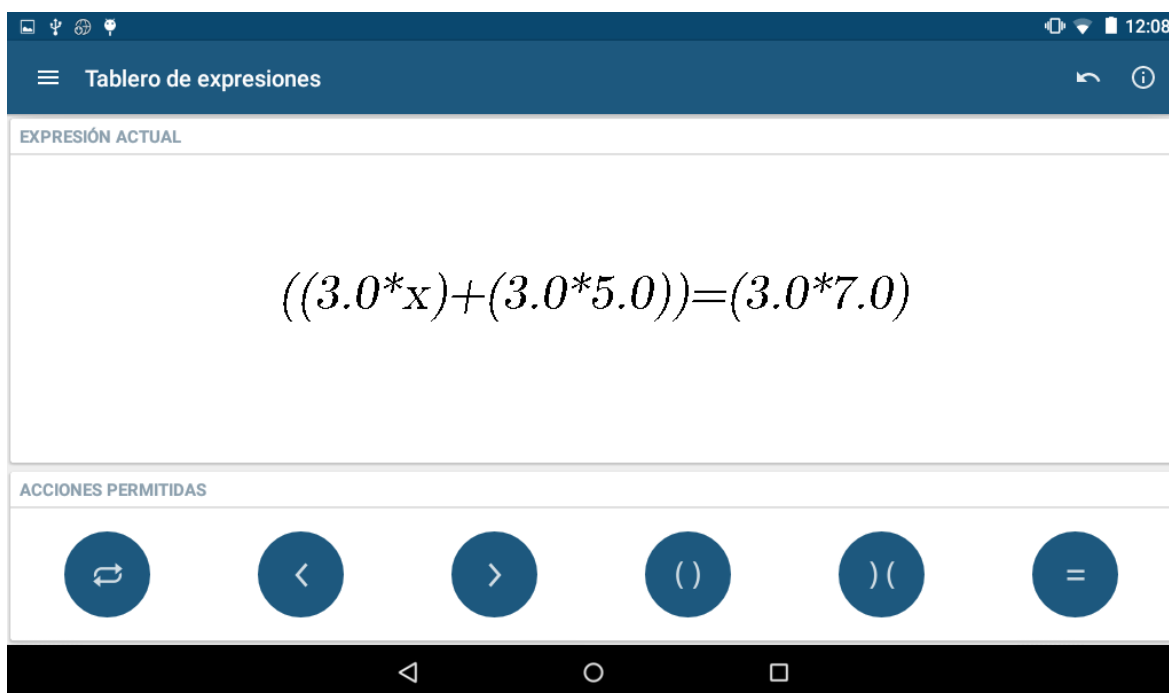 12:08
Tablero de expresiones
EXPRESIÓN ACTUAL
((3.0*x)+(3.0*5.0))=(3.0*7.0)
ACCIONES PERMITIDAS
( ) ) ( =